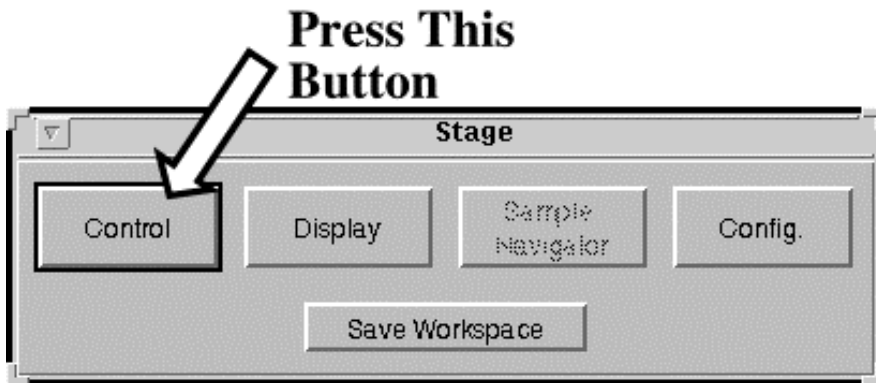 Press This
Button
Stage
Control
Display
Sample
Navigator
Config.
Save Workspace